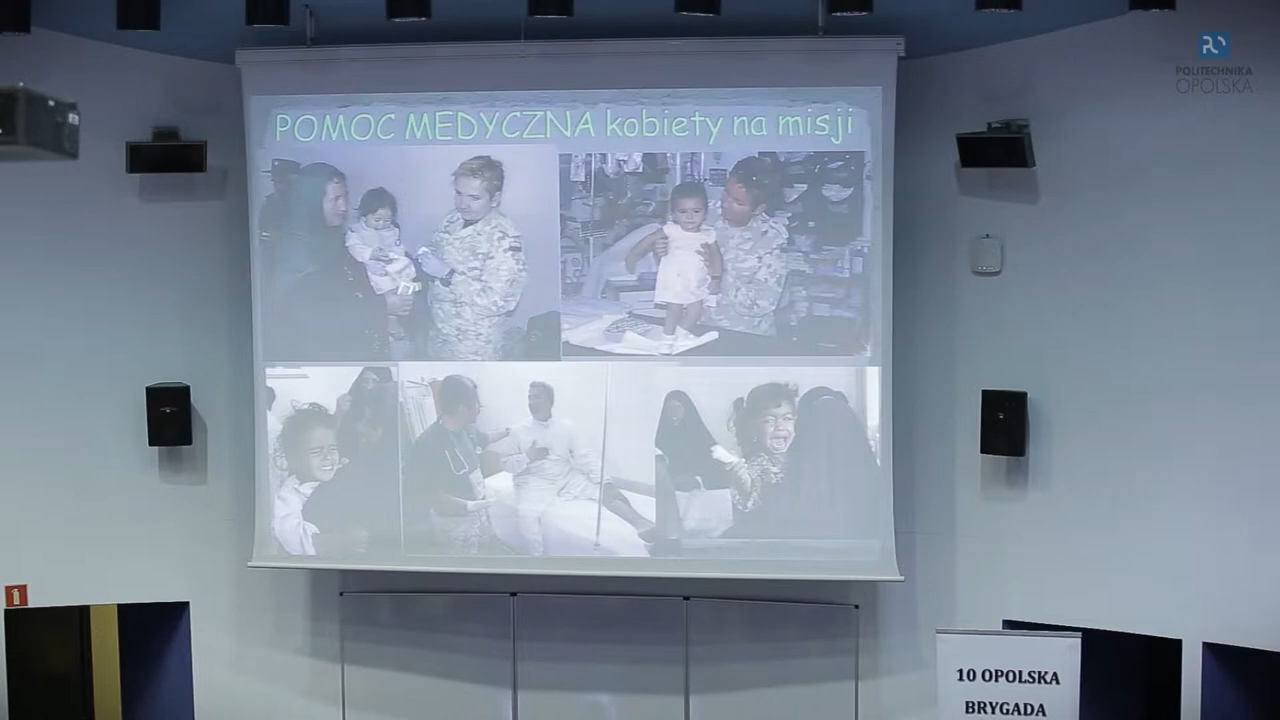 POLITECHNIKA
OPOLSKA
POMOC MEDYCZNA kobiety na misji
10 OPOLSKA
BRYGADA